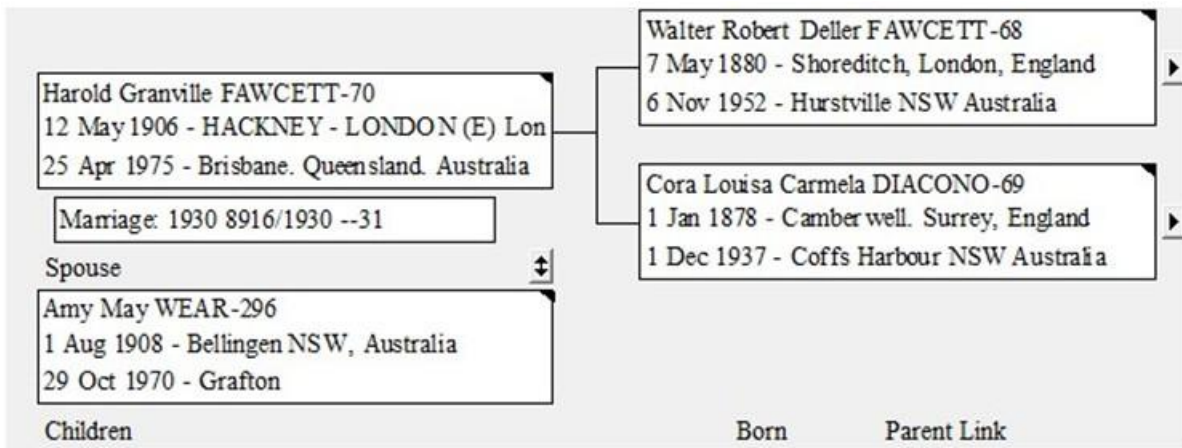 Walter Robert Deller FAWCETT-68
7 May 1880 - Shoreditch, London, England
6 Nov 1952 - Hurstville NSW Australia
Harold Granville FAWCETT-70
12 May 1906 - HACKNEY - LONDON (E) Lon
25 Apr 1975 - Brisbane. Queensland. Australia
Cora Louisa Carmela DIACONO-69
1 Jan 1878 - Camberwell. Surrey, England
1 Dec 1937 - Coffs Harbour NSW Australia
Marriage: 1930 8916/1930 --31
Spouse
Amy May WEAR-296
1 Aug 1908 - Bellingen NSW, Australia
29 Oct 1970 - Grafton
Children Born Parent Link